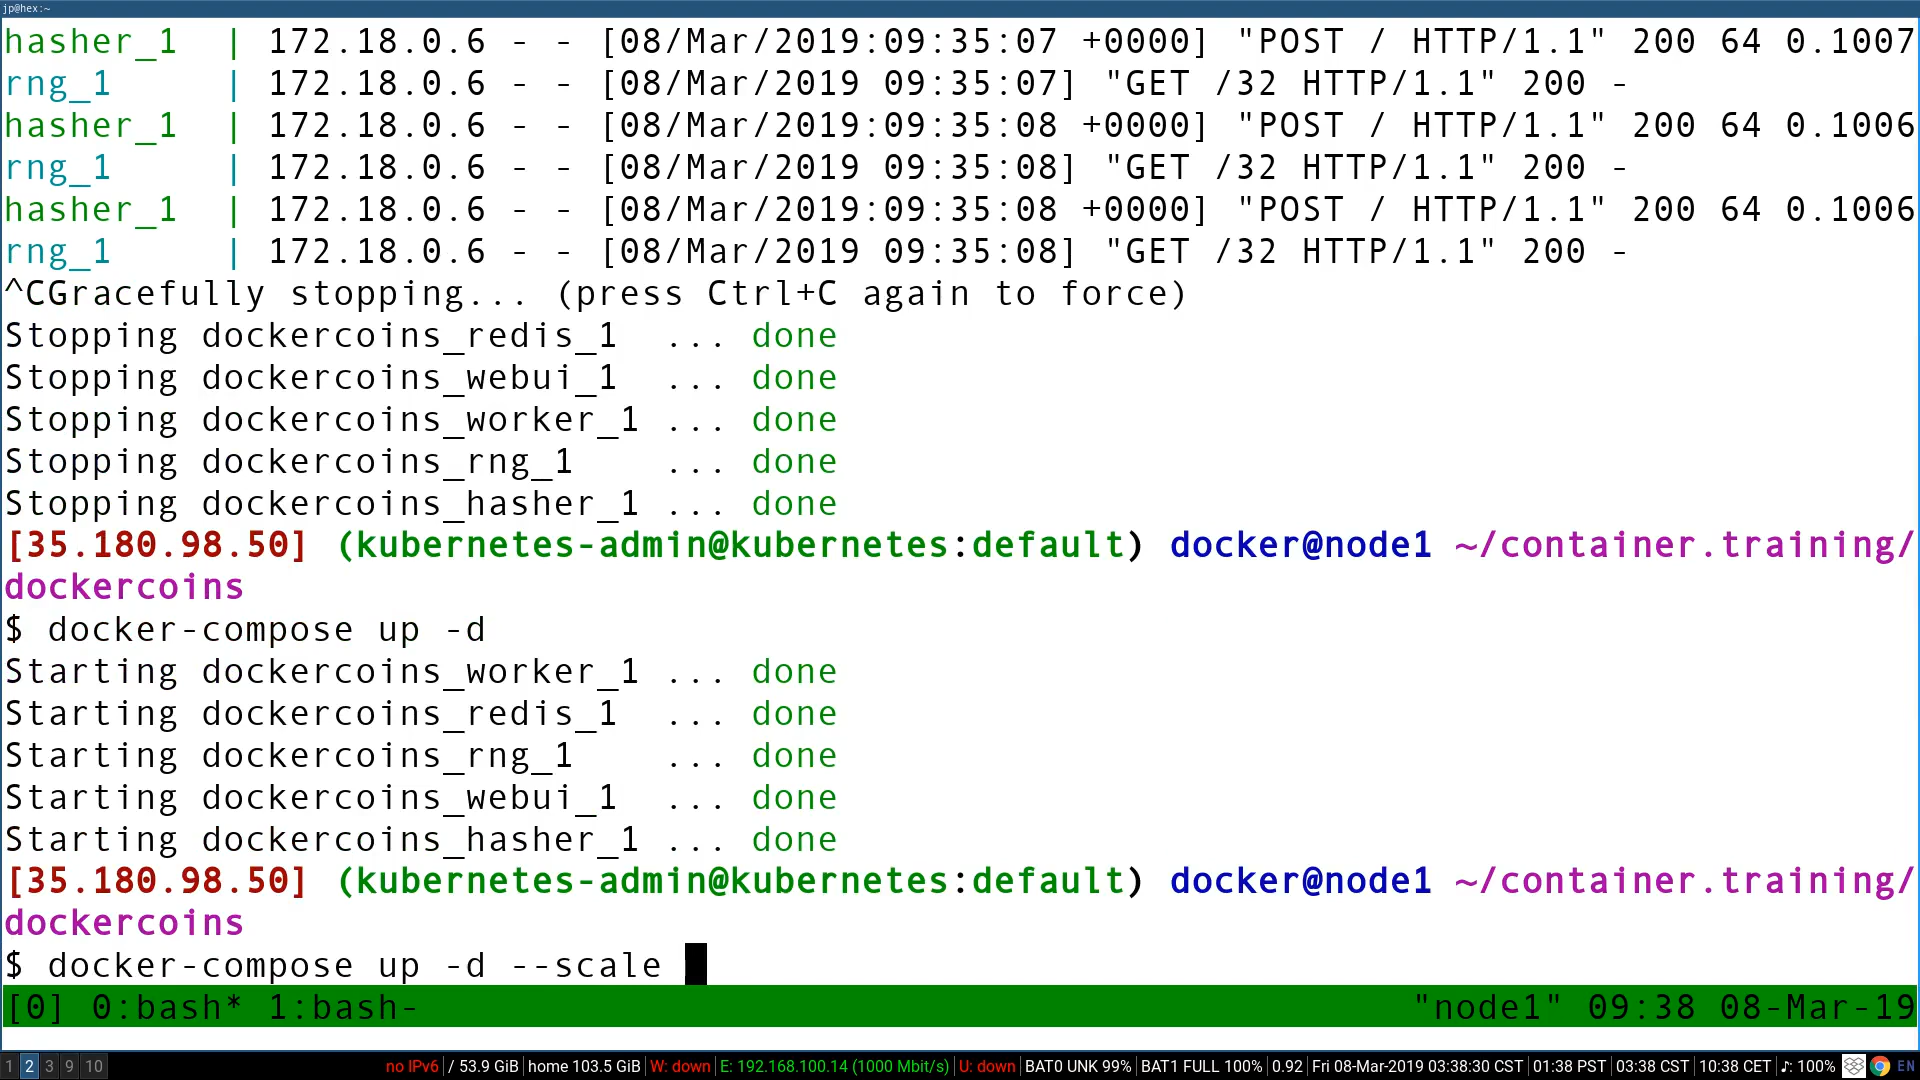 jp@hex:~
hasher_1  | 172.18.0.6 - - [08/Mar/2019:09:35:07 +0000] "POST / HTTP/1.1" 200 64 0.1007
rng_1     | 172.18.0.6 - - [08/Mar/2019 09:35:07] "GET /32 HTTP/1.1" 200 -
hasher_1  | 172.18.0.6 - - [08/Mar/2019:09:35:08 +0000] "POST / HTTP/1.1" 200 64 0.1006
rng_1     | 172.18.0.6 - - [08/Mar/2019 09:35:08] "GET /32 HTTP/1.1" 200 -
hasher_1  | 172.18.0.6 - - [08/Mar/2019:09:35:08 +0000] "POST / HTTP/1.1" 200 64 0.1006
rng_1     | 172.18.0.6 - - [08/Mar/2019 09:35:08] "GET /32 HTTP/1.1" 200 -
^CGracefully stopping... (press Ctrl+C again to force)
Stopping dockercoins_redis_1  ... done
Stopping dockercoins_webui_1  ... done
Stopping dockercoins_worker_1 ... done
Stopping dockercoins_rng_1    ... done
Stopping dockercoins_hasher_1 ... done
[35.180.98.50] (kubernetes-admin@kubernetes:default) docker@node1 ~/container.training/
dockercoins
$ docker-compose up -d
Starting dockercoins_worker_1 ... done
Starting dockercoins_redis_1  ... done
Starting dockercoins_rng_1    ... done
Starting dockercoins_webui_1  ... done
Starting dockercoins_hasher_1 ... done
[35.180.98.50] (kubernetes-admin@kubernetes:default) docker@node1 ~/container.training/
dockercoins
$ docker-compose up -d --scale
[0] 0:bash* 1:bash- "node1" 09:38 08-Mar-19
1 2 3 9 10 no IPv6 | / 53.9 GiB | home 103.5 GiB | W: down | E: 192.168.100.14 (1000 Mbit/s) | U: down | BAT0 UNK 99% | BAT1 FULL 100% | 0.92 | Fri 08-Mar-2019 03:38:30 CST | 01:38 PST | 03:38 CST | 10:38 CET | ♪: 100% EN